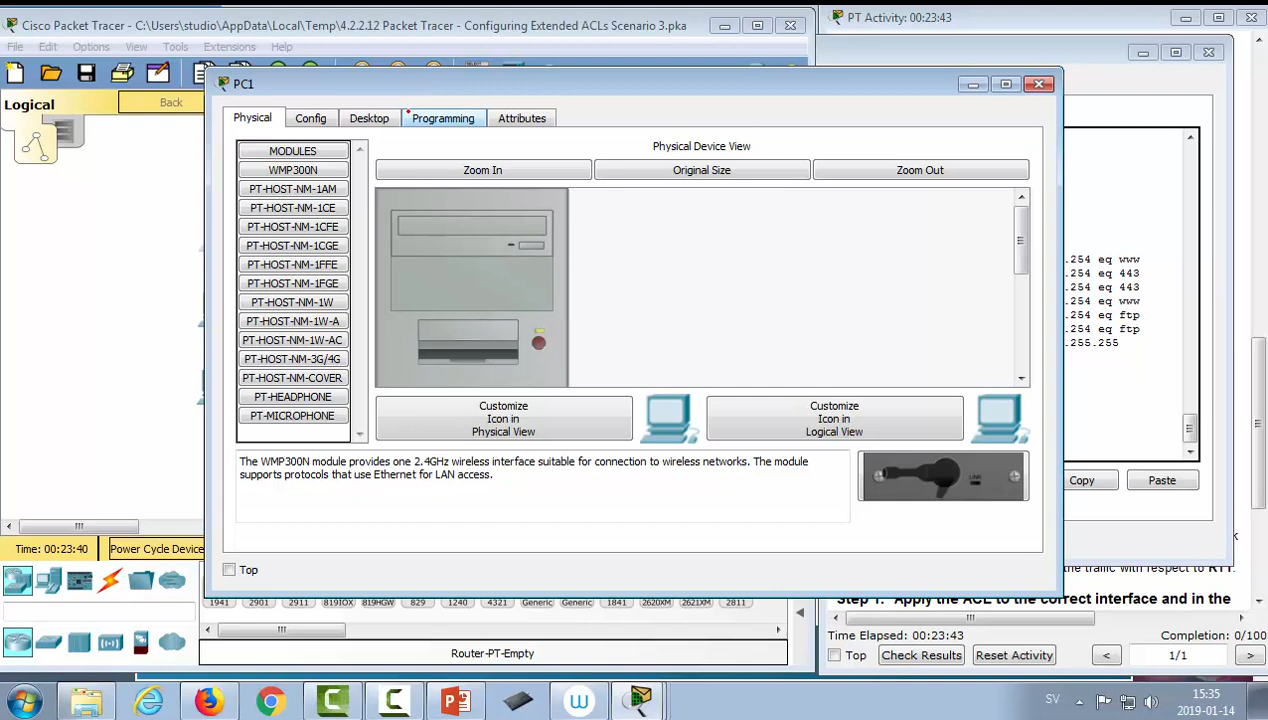 Cisco Packet Tracer - C:\Users\studio\AppData\Local\Temp\4.2.2.12 Packet Tracer - Configuring Extended ACLs Scenario 3.pka
PT Activity: 00:23:43
File Edit Options View Tools Extensions Help
Logical
Back
PC1
Physical Config Desktop Programming Attributes
MODULES
WMP300N
PT-HOST-NM-1AM
PT-HOST-NM-1CE
PT-HOST-NM-1CFE
PT-HOST-NM-1CGE
PT-HOST-NM-1FFE
PT-HOST-NM-1FGE
PT-HOST-NM-1W
PT-HOST-NM-1W-A
PT-HOST-NM-1W-AC
PT-HOST-NM-3G/4G
PT-HOST-NM-COVER
PT-HEADPHONE
PT-MICROPHONE
Physical Device View
Zoom In Original Size Zoom Out
Customize
Icon in
Physical View
Customize
Icon in
Logical View
The WMP300N module provides one 2.4GHz wireless interface suitable for connection to wireless networks. The module
supports protocols that use Ethernet for LAN access.
LINK
Top
.254 eq www
.254 eq 443
.254 eq 443
.254 eq www
.254 eq ftp
.254 eq ftp
.255.255
Copy Paste
the traffic with respect to RT1.
Step 1: Apply the ACL to the correct interface and in the
Time Elapsed: 00:23:43 Completion: 0/100
Top Check Results Reset Activity < 1/1 >
Time: 00:23:40 Power Cycle Device
1941 2901 2911 819IOX 819HGW 829 1240 4321 Generic Generic 1841 2620XM 2621XM 2811
Router-PT-Empty
SV
15:35
2019-01-14